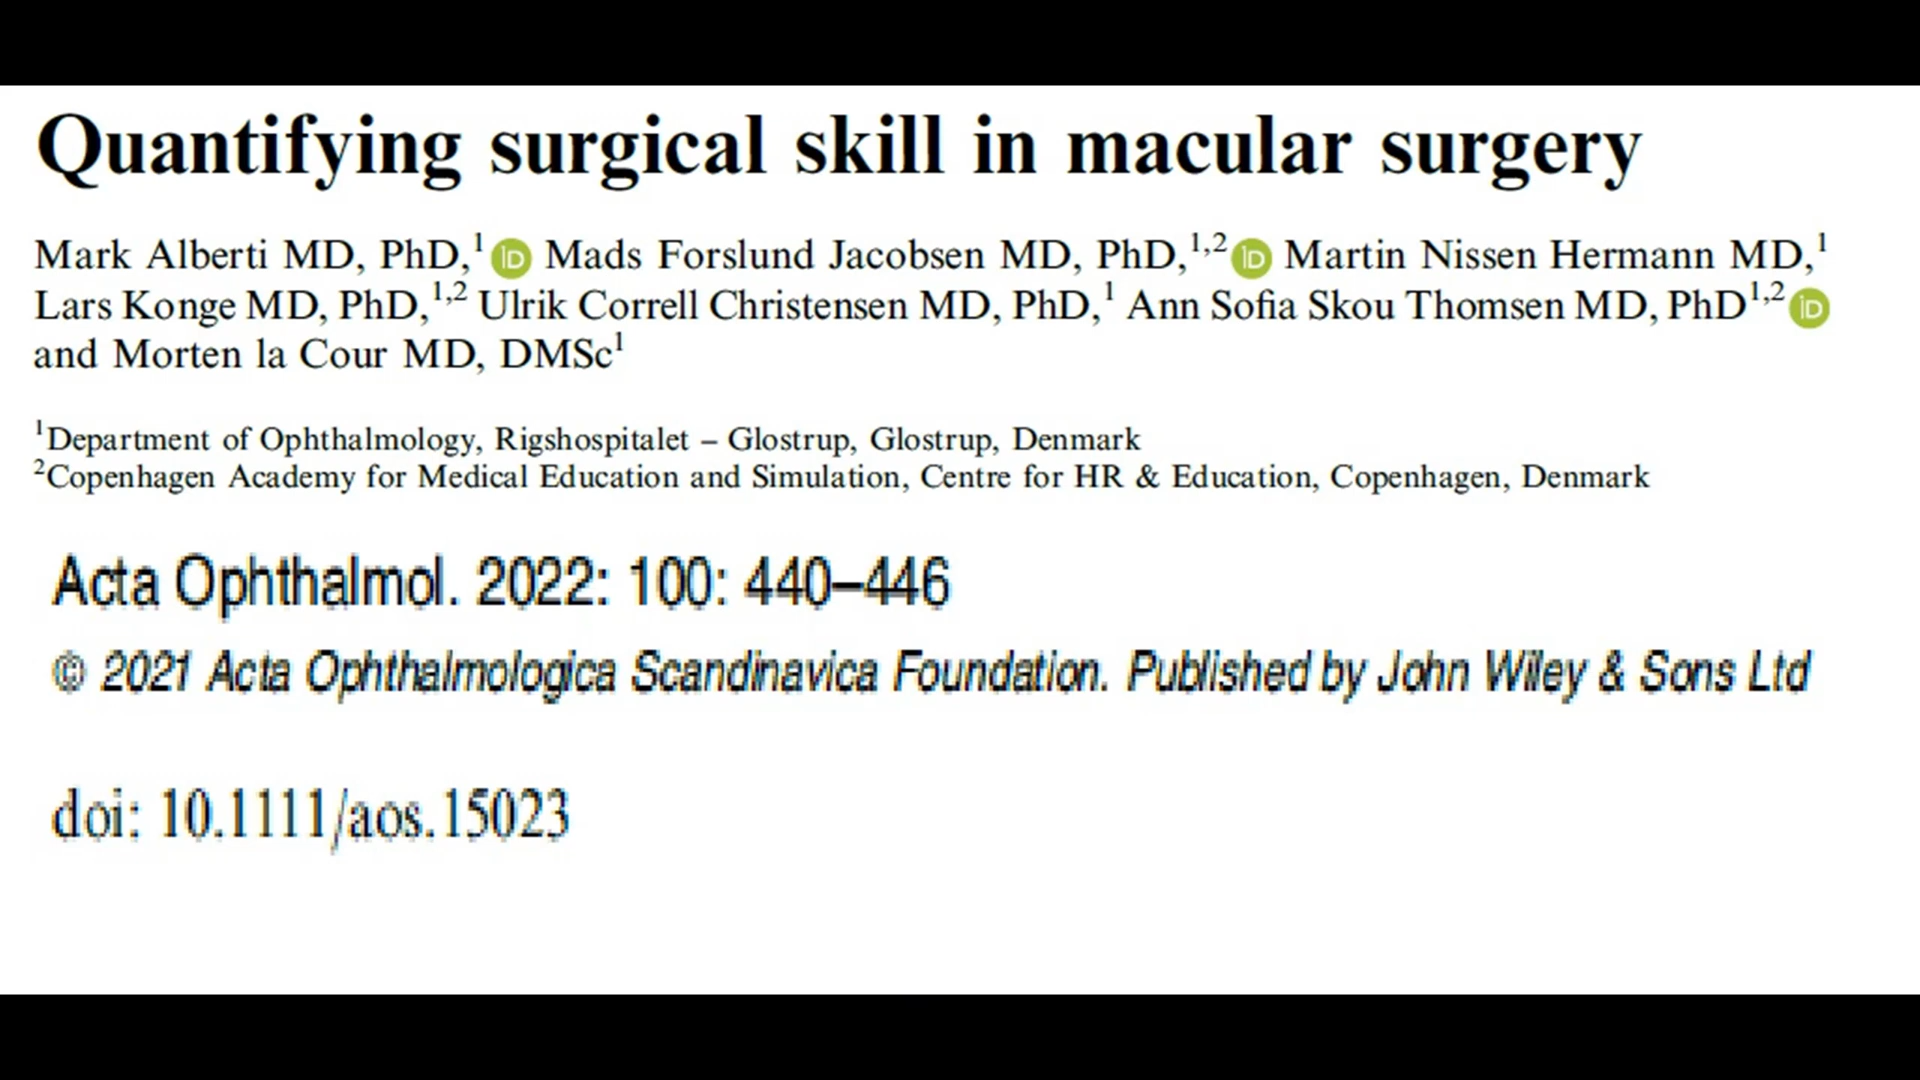 Quantifying surgical skill in macular surgery
Mark Alberti MD, PhD,¹ iD Mads Forslund Jacobsen MD, PhD,¹,² iD Martin Nissen Hermann MD,¹
Lars Konge MD, PhD,¹,² Ulrik Correll Christensen MD, PhD,¹ Ann Sofia Skou Thomsen MD, PhD¹,² iD
and Morten la Cour MD, DMSc¹
¹Department of Ophthalmology, Rigshospitalet – Glostrup, Glostrup, Denmark
²Copenhagen Academy for Medical Education and Simulation, Centre for HR & Education, Copenhagen, Denmark
Acta Ophthalmol. 2022: 100: 440–446
© 2021 Acta Ophthalmologica Scandinavica Foundation. Published by John Wiley & Sons Ltd
doi: 10.1111/aos.15023